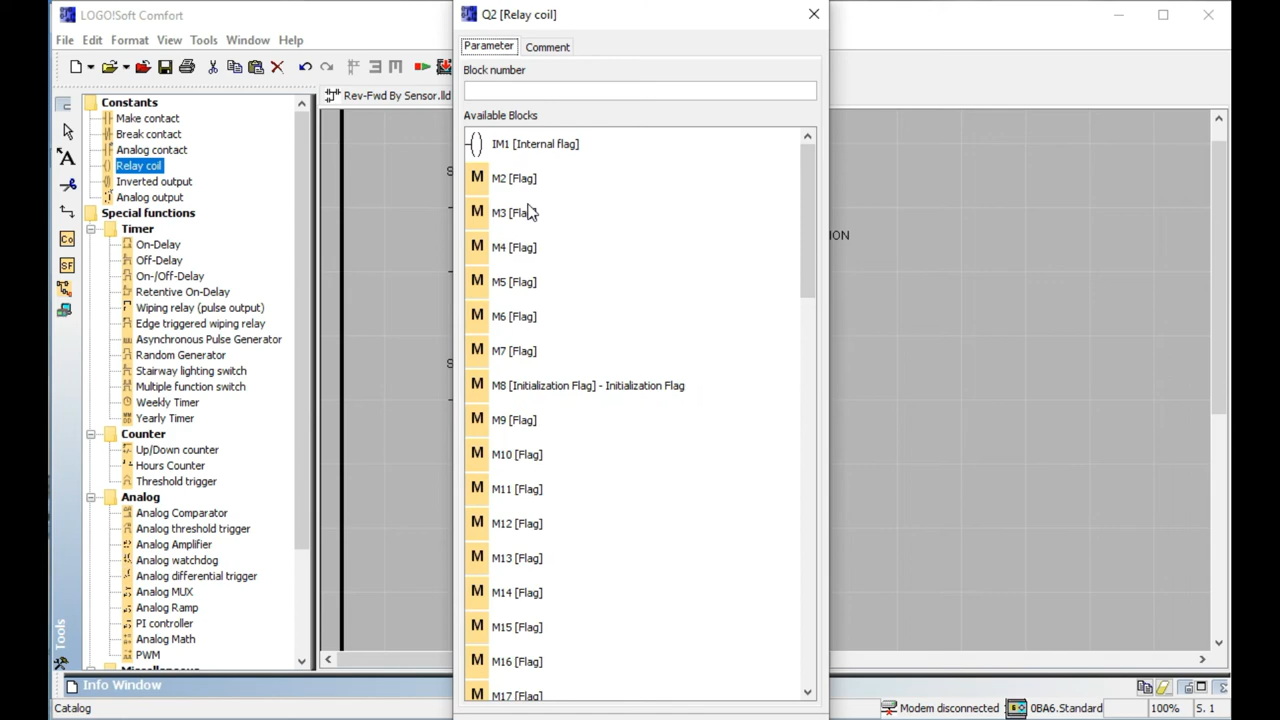 LOGO!Soft Comfort
File Edit Format View Tools Window Help
Constants
Make contact
Break contact
Analog contact
Relay coil
Inverted output
Analog output
Special functions
Timer
On-Delay
Off-Delay
On-/Off-Delay
Retentive On-Delay
Wiping relay (pulse output)
Edge triggered wiping relay
Asynchronous Pulse Generator
Random Generator
Stairway lighting switch
Multiple function switch
Weekly Timer
Yearly Timer
Counter
Up/Down counter
Hours Counter
Threshold trigger
Analog
Analog Comparator
Analog threshold trigger
Analog Amplifier
Analog watchdog
Analog differential trigger
Analog MUX
Analog Ramp
PI controller
Analog Math
PWM
Miscellaneous
Co
SF
Tools
Rev-Fwd By Sensor.lld
ION
Q2 [Relay coil]
Parameter Comment
Block number
Available Blocks
IM1 [Internal flag]
M M2 [Flag]
M M3 [Flag]
M M4 [Flag]
M M5 [Flag]
M M6 [Flag]
M M7 [Flag]
M M8 [Initialization Flag] - Initialization Flag
M M9 [Flag]
M M10 [Flag]
M M11 [Flag]
M M12 [Flag]
M M13 [Flag]
M M14 [Flag]
M M15 [Flag]
M M16 [Flag]
M M17 [Flag]
Info Window
Catalog
Modem disconnected 0BA6.Standard 100% S. 1